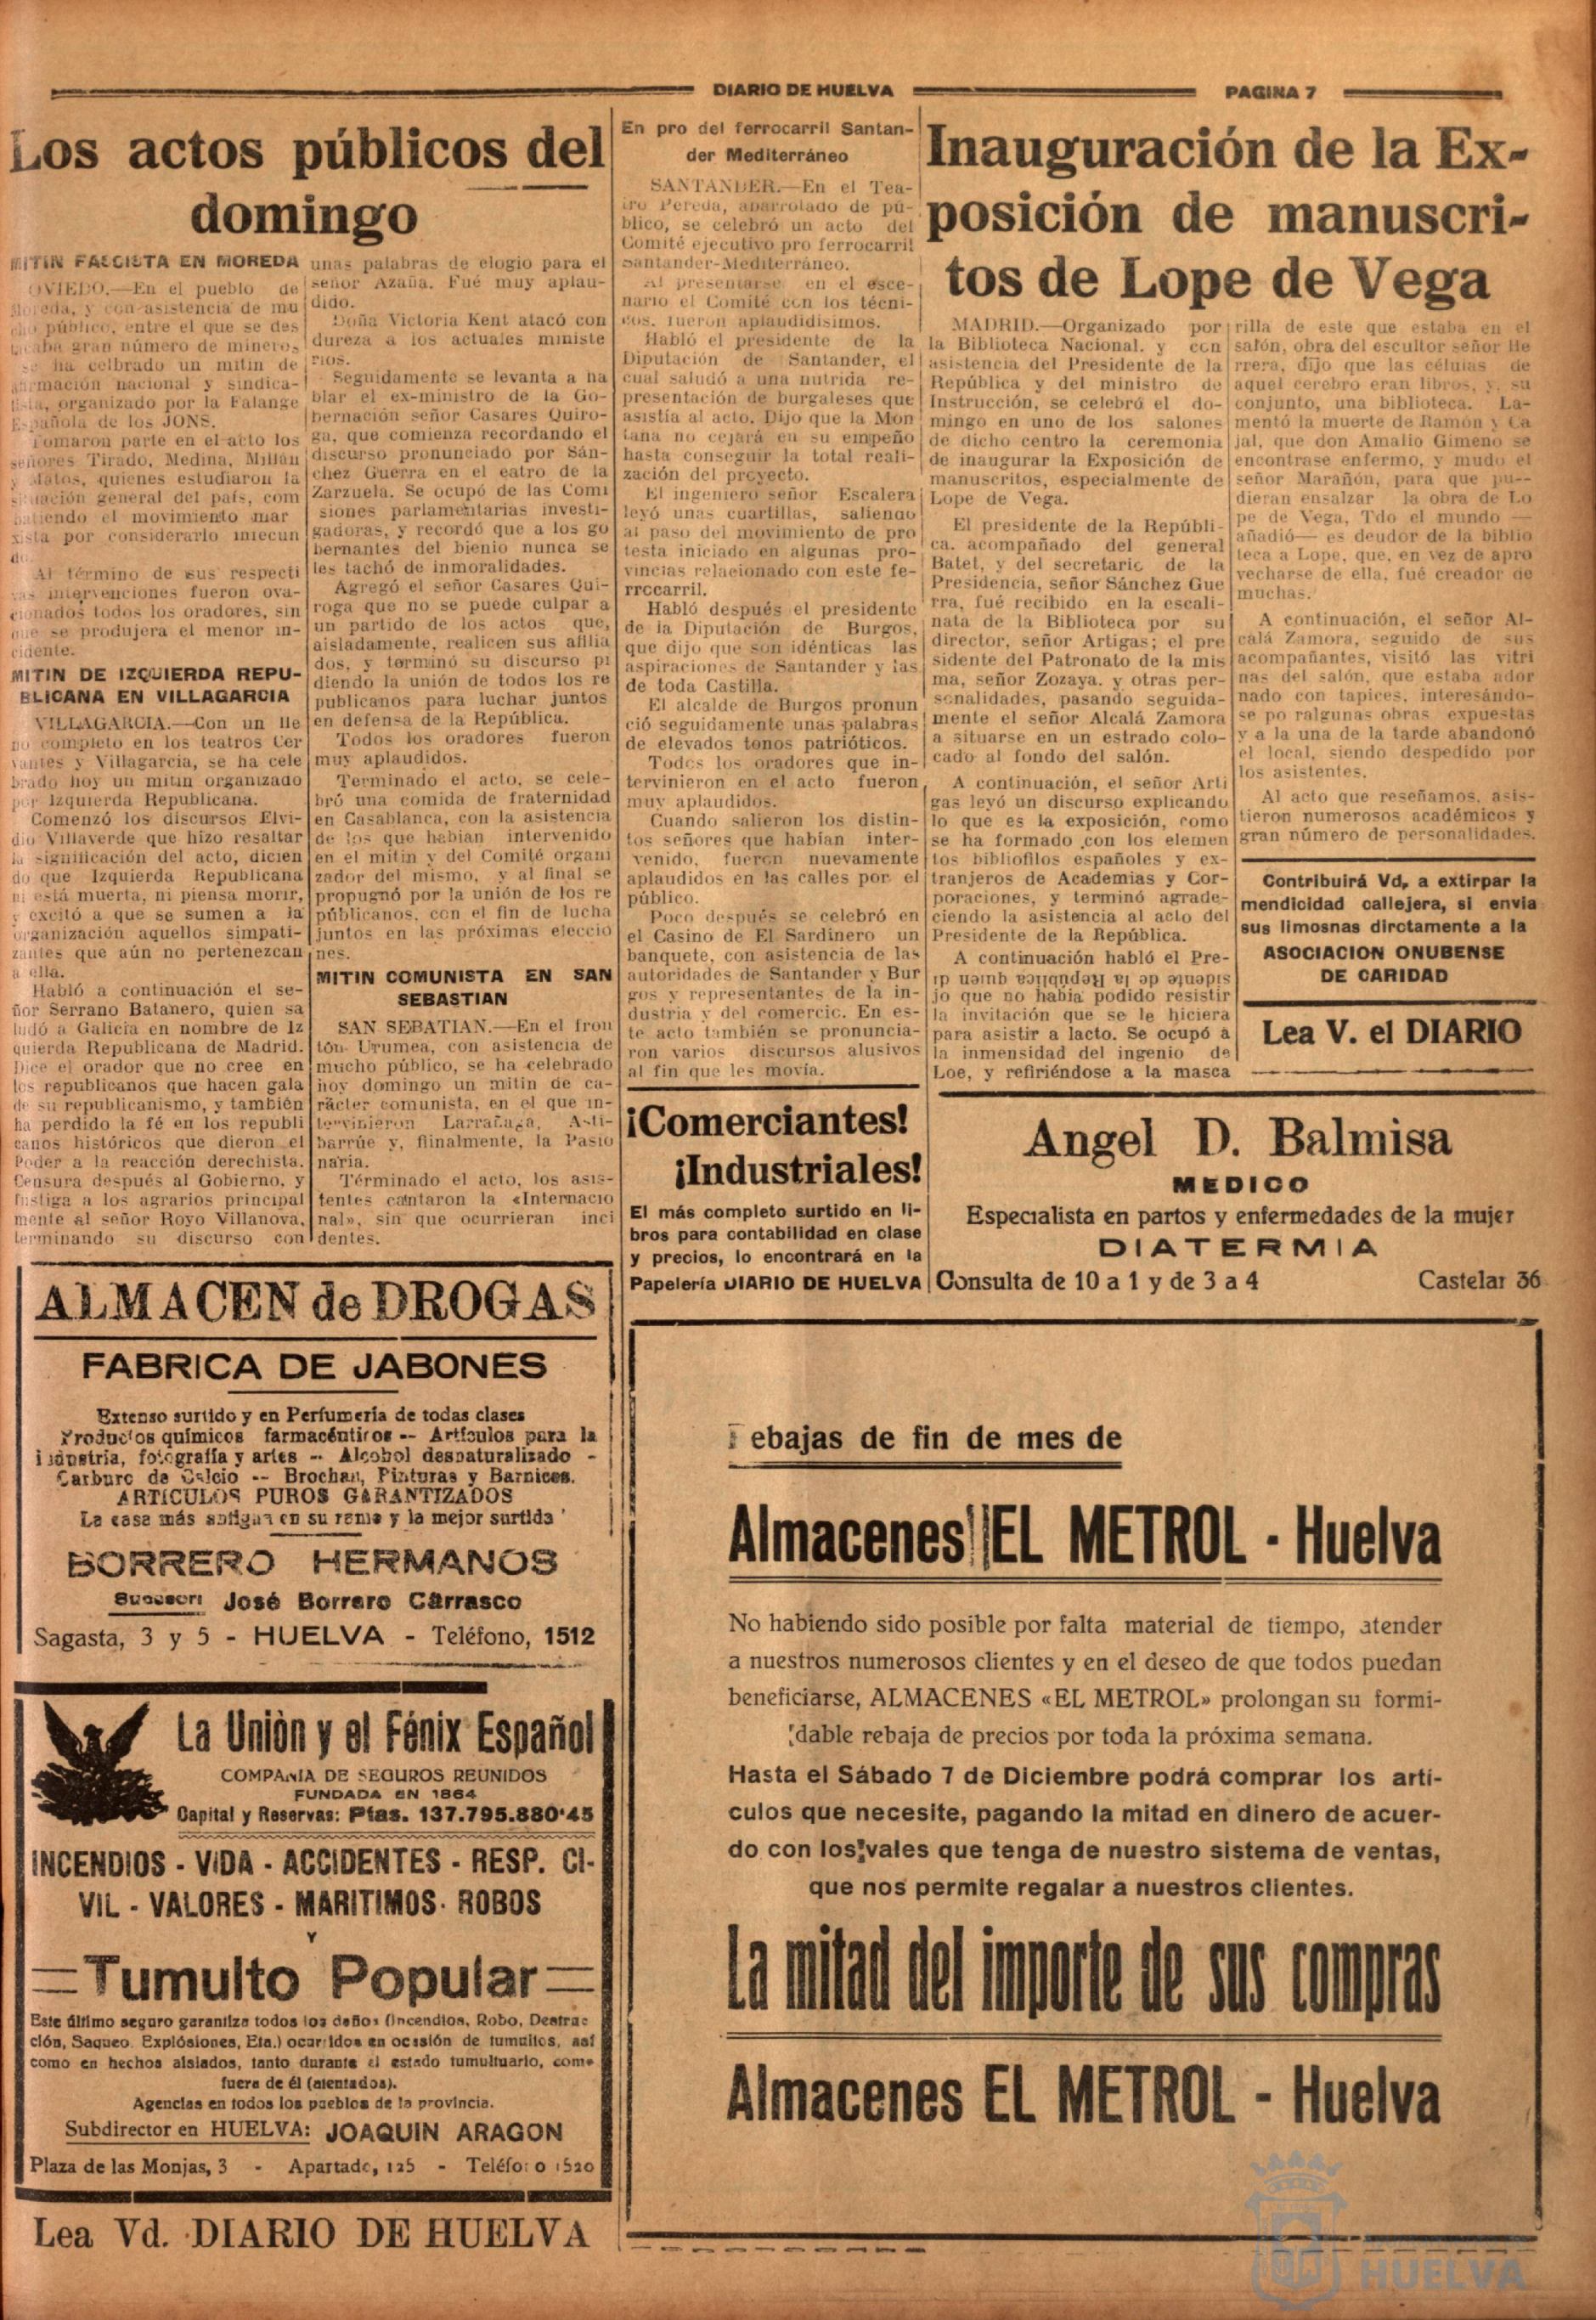 DIARIO DE HUELVA
PAGINA 7
Los actos públicos del
domingo
MITIN FASCISTA EN MOREDA
OVIEDO.—En el pueblo de
Moreda, y con asistencia de mu
cho público, entre el que se des
tacaba gran número de mineros,
se ha celbrado un mitin de
afirmación nacional y sindica-
lista, organizado por la Falange
Española de los JONS.
Tomaron parte en el acto los
señores Tirado, Medina, Millán
y Matos, quienes estudiaron la
situación general del país, com
batiendo el movimiento mar
xista por considerarlo infecun
do.
Al término de sus respecti
vas intervenciones fueron ova-
cionados todos los oradores, sin
que se produjera el menor in-
cidente.
MITIN DE IZQUIERDA REPU-
BLICANA EN VILLAGARCIA
VILLAGARCIA.—Con un lle
no completo en los teatros Cer
vantes y Villagarcia, se ha cele
brado hoy un mitin organizado
por Izquierda Republicana.
Comenzó los discursos Elvi-
dio Villaverde que hizo resaltar
la significación del acto, dicien
do que Izquierda Republicana
ni está muerta, ni piensa morir,
y excitó a que se sumen a la
organización aquellos simpati-
zantes que aún no pertenezcan
a ella.
Habló a continuación el se-
ñor Serrano Batanero, quien sa
ludó a Galicia en nombre de Iz
quierda Republicana de Madrid.
Dice el orador que no cree en
los republicanos que hacen gala
de su republicanismo, y también
ha perdido la fé en los republi
canos históricos que dieron el
Poder a la reacción derechista.
Censura después al Gobierno, y
fustiga a los agrarios principal
mente al señor Royo Villanova,
terminando su discurso con
unas palabras de elogio para el
señor Azaña. Fué muy aplau-
dido.
Doña Victoria Kent atacó con
dureza a los actuales ministe
rios.
Seguidamente se levanta a ha
blar el ex-ministro de la Go-
bernación señor Casares Quiro-
ga, que comienza recordando el
discurso pronunciado por Sán-
chez Guerra en el eatro de la
Zarzuela. Se ocupó de las Comi
siones parlamentarias investi-
gadoras, y recordó que a los go
bernantes del bienio nunca se
les tachó de inmoralidades.
Agregó el señor Casares Qui-
roga que no se puede culpar a
un partido de los actos que,
aisladamente, realicen sus afilia
dos, y terminó su discurso pi
diendo la unión de todos los re
publicanos para luchar juntos
en defensa de la República.
Todos los oradores fueron
muy aplaudidos.
Terminado el acto, se cele-
bró una comida de fraternidad
en Casablanca, con la asistencia
de los que habian intervenido
en el mitin y del Comité organi
zador del mismo, y al final se
propugnó por la unión de los re
públicanos, con el fin de lucha
juntos en las próximas eleccio
nes.
MITIN COMUNISTA EN SAN
SEBASTIAN
SAN SEBATIAN.—En el fron
tón Urumea, con asistencia de
mucho público, se ha celebrado
hoy domingo un mitin de ca-
rácter comunista, en el que in-
tervinieron Larrañaga, Asti-
barrúe y, fiinalmente, la Pasio
naria.
Términado el acto, los asis-
tentes cantaron la «Internacio
nal», sin que ocurrieran inci
dentes.
En pro del ferrocarril Santan-
der Mediterráneo
SANTANDER.—En el Tea-
tro Pereda, abarrotado de pú-
blico, se celebró un acto del
Comité ejecutivo pro ferrocarril
Santander-Mediterráneo.
Al presentarse en el esce-
nario el Comité con los técni-
cos, fueron aplaudidisimos.
Habló el presidente de la
Diputación de Santander, el
cual saludó a una nutrida re-
presentación de burgaleses que
asistía al acto. Dijo que la Mon
taña no cejará en su empeño
hasta conseguir la total reali-
zación del proyecto.
El ingeniero señor Escalera
leyó unas cuartillas, saliendo
al paso del movimiento de pro
testa iniciado en algunas pro-
vincias relacionado con este fe-
rrccarril.
Habló después el presidente
de la Diputación de Burgos,
que dijo que son idénticas las
aspiraciones de Santander y las
de toda Castilla.
El alcalde de Burgos pronun
ció seguidamente unas palabras
de elevados tonos patrióticos.
Todos los oradores que in-
tervinieron en el acto fueron
muy aplaudidos.
Cuando salieron los distin-
tos señores que habían inter-
venido, fueron nuevamente
aplaudidos en las calles por el
público.
Poco después se celebró en
el Casino de El Sardinero un
banquete, con asistencia de las
autoridades de Santander y Bur
gos y representantes de la in-
dustria y del comercic. En es-
te acto también se pronuncia-
ron varios discursos alusivos
al fin que les movía.
Inauguración de la Ex-
posición de manuscri-
tos de Lope de Vega
MADRID.—Organizado por
la Biblioteca Nacional. y con
asistencia del Presidente de la
República y del ministro de
Instrucción, se celebró el do-
mingo en uno de los salones
de dicho centro la ceremonia
de inaugurar la Exposición de
manuscritos, especialmente de
Lope de Vega.
El presidente de la Repúbli-
ca. acompañado del general
Batet, y del secretario de la
Presidencia, señor Sánchez Gue
rra, fué recibido en la escali-
nata de la Biblioteca por su
director, señor Artigas; el pre
sidente del Patronato de la mis
ma, señor Zozaya. y otras per-
sonalidades, pasando seguida-
mente el señor Alcalá Zamora
a situarse en un estrado colo-
cado al fondo del salón.
A continuación, el señor Arti
gas leyó un discurso explicando
lo que es la exposición, como
se ha formado con los elemen
tos bibliofilos españoles y ex-
tranjeros de Academias y Cor-
poraciones, y terminó agrade-
ciendo la asistencia al acto del
Presidente de la República.
A continuación habló el Pre-
sidente de la República quien di
jo que no habia podido resistir
la invitación que se le hiciera
para asistir a lacto. Se ocupó a
la inmensidad del ingenio de
Loe, y refiriéndose a la masca
rilla de este que estaba en el
salón, obra del escultor señor He
rrera, dijo que las células de
aquel cerebro eran libros, y, su
conjunto, una biblioteca. La-
mentó la muerte de Ramón y Ca
jal, que don Amalio Gimeno se
encontrase enfermo, y mudo el
señor Marañón, para que pu--
dieran ensalzar la obra de Lo
pe de Vega, Tdo el mundo —
añadió— es deudor de la biblio
teca a Lope, que, en vez de apro
vecharse de ella, fué creador de
muchas.
A continuación, el señor Al-
calá Zamora, seguido de sus
acompañantes, visitó las vitri
nas del salón, que estaba ador
nado con tapices, interesándo-
se po ralgunas obras expuestas
y a la una de la tarde abandonó
el local, siendo despedido por
los asistentes.
Al acto que reseñamos, asis-
tieron numerosos académicos y
gran número de personalidades.
Contribuirá Vd, a extirpar la
mendicidad callejera, si envia
sus limosnas dirctamente a la
ASOCIACION ONUBENSE
DE CARIDAD
Lea V. el DIARIO
¡Comerciantes!
¡Industriales!
El más completo surtido en li-
bros para contabilidad en clase
y precios, lo encontrará en la
Papelería DIARIO DE HUELVA
Angel D. Balmisa
MEDICO
Especialista en partos y enfermedades de la mujer
DIATERMIA
Consulta de 10 a 1 y de 3 a 4 Castelar 36
ALMACEN de DROGAS
FABRICA DE JABONES
Extenso surtido y en Perfumería de todas clases
Productos químicos farmacéuticos -- Artículos para la
industria, fotografía y artes -- Alcohol desnaturalizado -
Carburo de Calcio -- Brochan, Pinturas y Barnices.
ARTICULOS PUROS GARANTIZADOS
La casa más antigua en su ramo y la mejor surtida
BORRERO HERMANOS
Sucesor: José Borrero Carrasco
Sagasta, 3 y 5 - HUELVA - Teléfono, 1512
La Unión y el Fénix Español
COMPAÑIA DE SEGUROS REUNIDOS
FUNDADA EN 1864
Capital y Reservas: Ptas. 137.795.880'45
INCENDIOS - VIDA - ACCIDENTES - RESP. CI-
VIL - VALORES - MARITIMOS· ROBOS
Y
Tumulto Popular
Este último seguro garantiza todos los daños (Incendios, Robo, Destruc
ción, Saqueo. Explósiones, Eta.) ocurridos en ocasión de tumultos, así
como en hechos aislados, tanto durante el estado tumultuario, como
fuera de él (atentados).
Agencias en todos los pueblos de la provincia.
Subdirector en HUELVA: JOAQUIN ARAGON
Plaza de las Monjas, 3 - Apartado, 125 - Teléfono 1520
Lea Vd. DIARIO DE HUELVA
Rebajas de fin de mes de
Almacenes EL METROL - Huelva
No habiendo sido posible por falta material de tiempo, atender
a nuestros numerosos clientes y en el deseo de que todos puedan
beneficiarse, ALMACENES «EL METROL» prolongan su formi-
dable rebaja de precios por toda la próxima semana.
Hasta el Sábado 7 de Diciembre podrá comprar los artí-
culos que necesite, pagando la mitad en dinero de acuer-
do con los vales que tenga de nuestro sistema de ventas,
que nos permite regalar a nuestros clientes.
La mitad del importe de sus compras
Almacenes EL METROL - Huelva
HUELVA